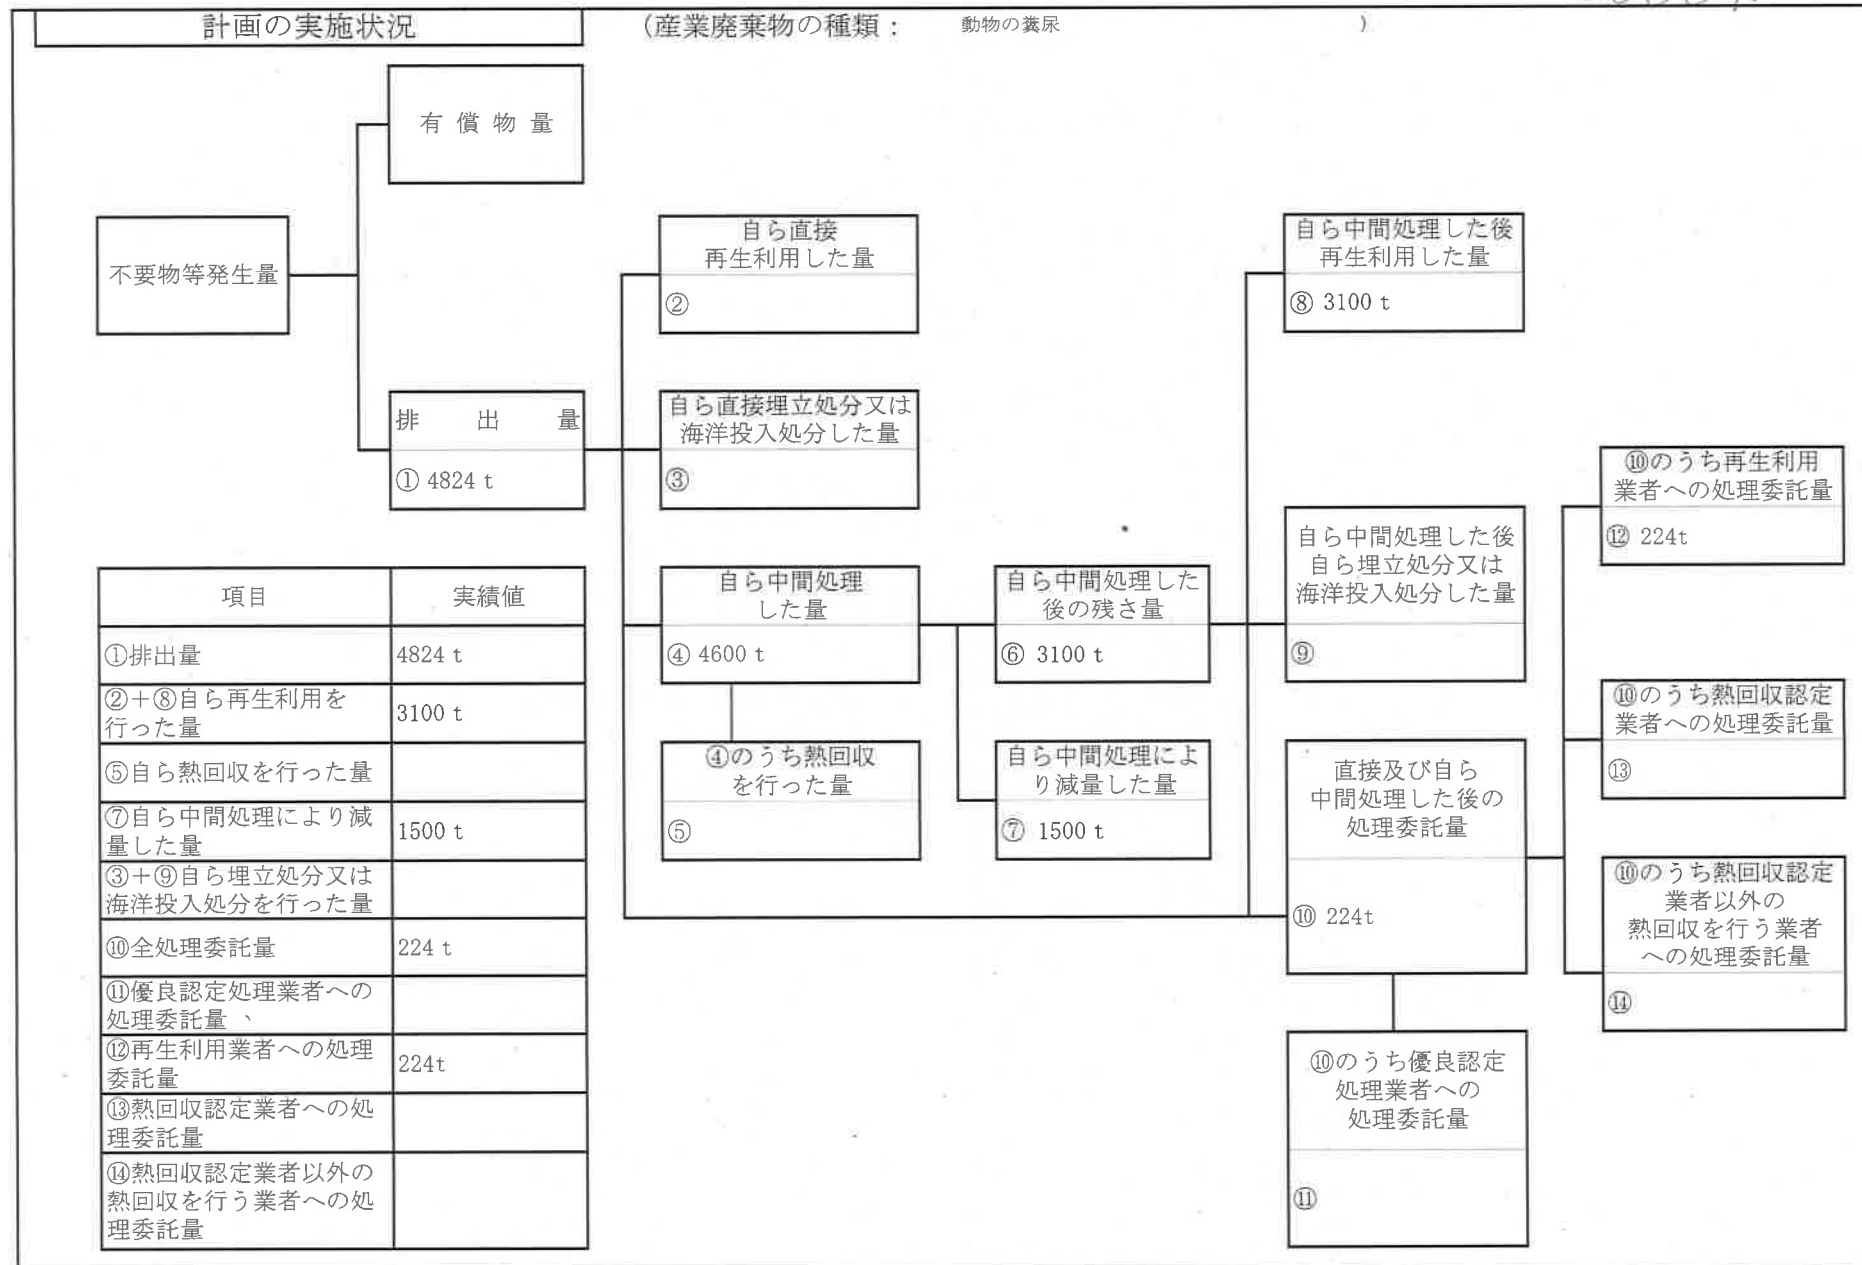 計画の実施状況
(産業廃棄物の種類： 動物の糞尿 )
有償物量
不要物等発生量
排出量
① 4824 t
自ら直接
再生利用した量
②
自ら直接埋立処分又は
海洋投入処分した量
③
自ら中間処理
した量
④ 4600 t
④のうち熱回収
を行った量
⑤
自ら中間処理した
後の残さ量
⑥ 3100 t
自ら中間処理によ
り減量した量
⑦ 1500 t
自ら中間処理した後
再生利用した量
⑧ 3100 t
自ら中間処理した後
自ら埋立処分又は
海洋投入処分した量
⑨
直接及び自ら
中間処理した後の
処理委託量
⑩ 224t
⑩のうち優良認定
処理業者への
処理委託量
⑪
⑩のうち再生利用
業者への処理委託量
⑫ 224t
⑩のうち熱回収認定
業者への処理委託量
⑬
⑩のうち熱回収認定
業者以外の
熱回収を行う業者
への処理委託量
⑭
項目 実績値
①排出量 4824 t
②＋⑧自ら再生利用を
行った量 3100 t
⑤自ら熱回収を行った量
⑦自ら中間処理により減
量した量 1500 t
③＋⑨自ら埋立処分又は
海洋投入処分を行った量
⑩全処理委託量 224 t
⑪優良認定処理業者への
処理委託量
⑫再生利用業者への処理
委託量 224t
⑬熱回収認定業者への処
理委託量
⑭熱回収認定業者以外の
熱回収を行う業者への処
理委託量